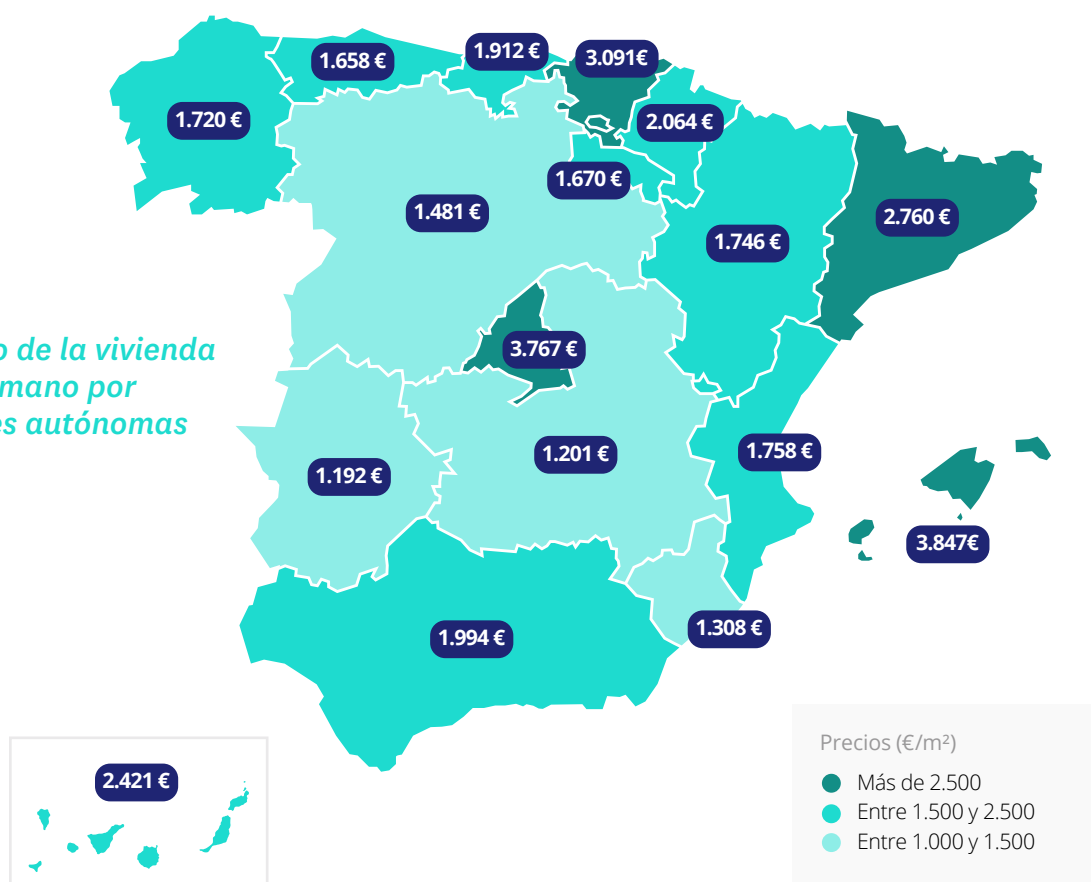 1.912 €
3.091€
1.658 €
1.720 €
2.064 €
1.670 €
1.481 €
2.760 €
1.746 €
de la vivienda
mano por
autónomas
3.767 €
1.201 €
1.758 €
1.192 €
3.847€
1.994 €
1.308 €
2.421 €
Precios (€/m²)
Más de 2.500
Entre 1.500 y 2.500
Entre 1.000 y 1.500